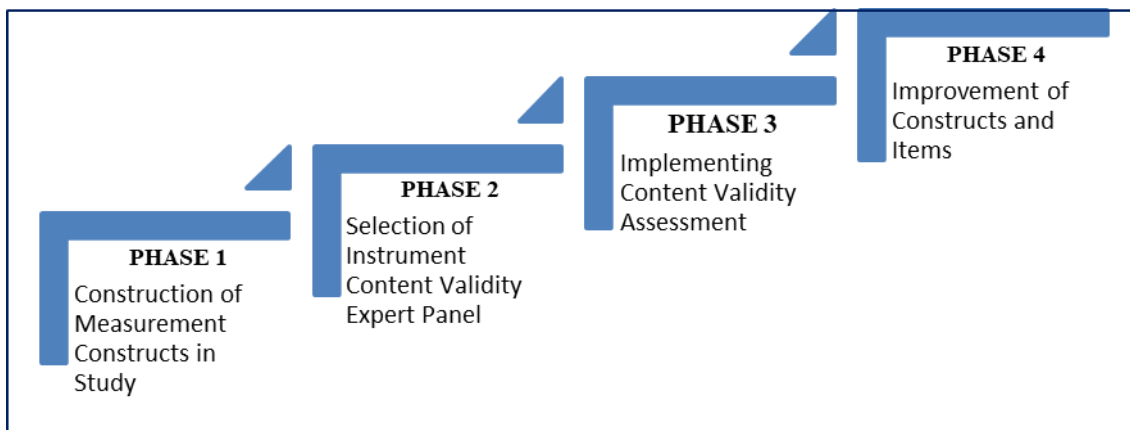 PHASE 1
Construction of
Measurement
Constructs in
Study
PHASE 2
Selection of
Instrument
Content Validity
Expert Panel
PHASE 3
Implementing
Content Validity
Assessment
PHASE 4
Improvement of
Constructs and
Items